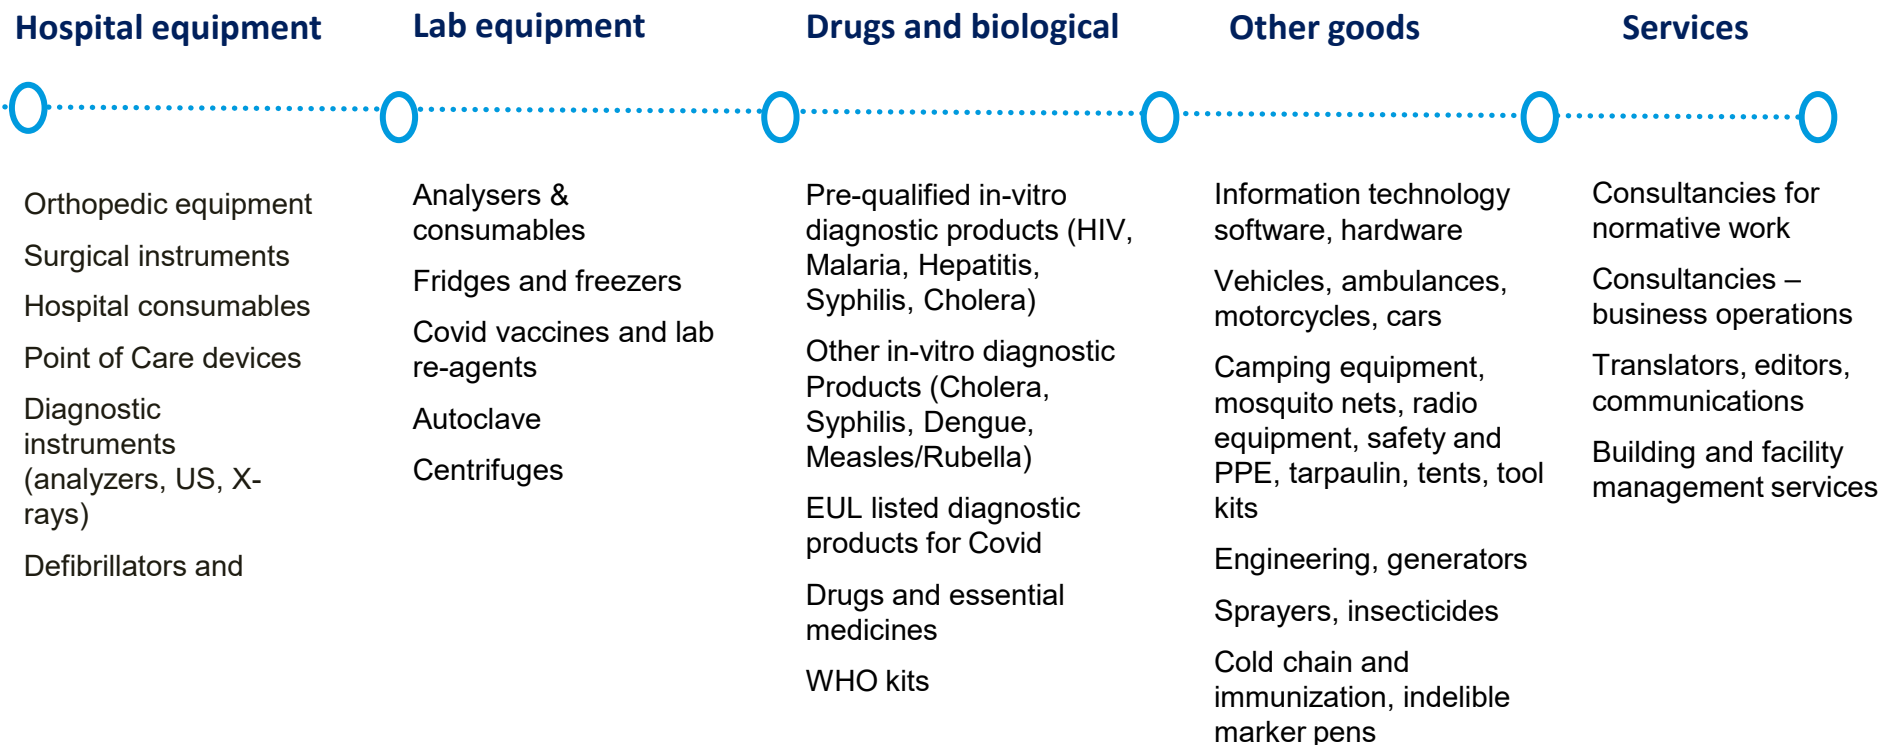 Hospital equipment
Orthopedic equipment
Surgical instruments
Hospital consumables
Point of Care devices
Diagnostic
instruments
(analyzers, US, X-
rays)
Defibrillators and
Lab equipment
Analysers &
consumables
Fridges and freezers
Covid vaccines and lab
re-agents
Autoclave
Centrifuges
Drugs and biological
Pre-qualified in-vitro
diagnostic products (HIV,
Malaria, Hepatitis,
Syphilis, Cholera)
Other in-vitro diagnostic
Products (Cholera,
Syphilis, Dengue,
Measles/Rubella)
EUL listed diagnostic
products for Covid
Drugs and essential
medicines
WHO kits
Other goods
Information technology
software, hardware
Vehicles, ambulances,
motorcycles, cars
Camping equipment,
mosquito nets, radio
equipment, safety and
PPE, tarpaulin, tents, tool
kits
Engineering, generators
Sprayers, insecticides
Cold chain and
immunization, indelible
marker pens
Services
Consultancies for
normative work
Consultancies –
business operations
Translators, editors,
communications
Building and facility
management services